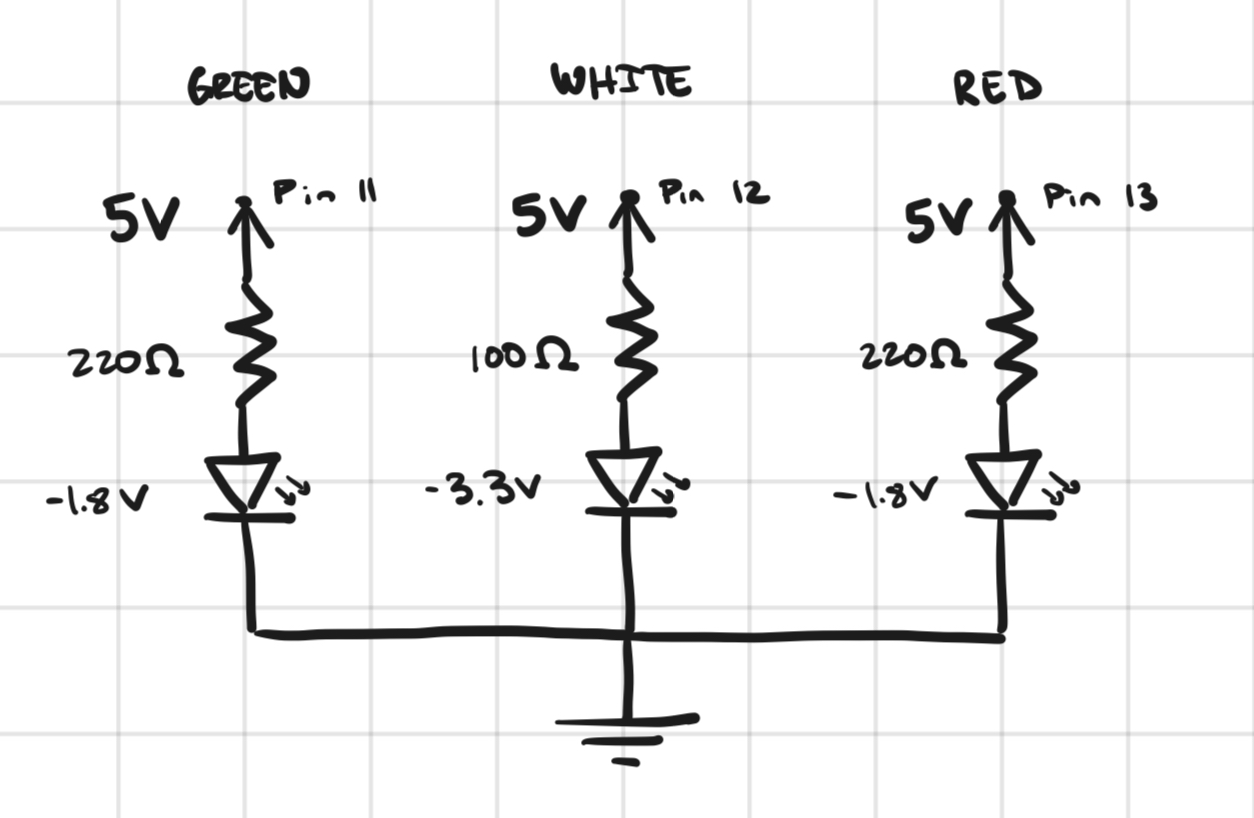 GREEN
WHITE
RED
5V
Pin 11
5V
Pin 12
5V
Pin 13
220Ω
100Ω
220Ω
-1.8V
-3.3V
-1.8V